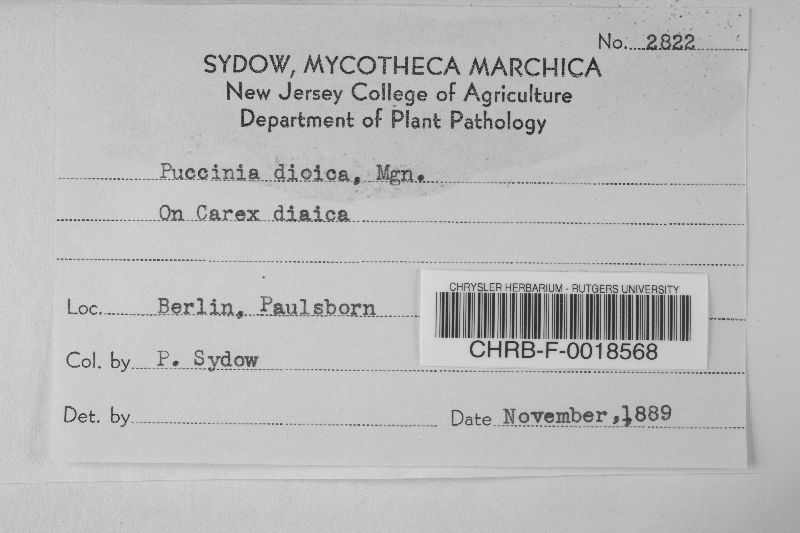 No. 2822
SYDOW, MYCOTHECA MARCHICA
New Jersey College of Agriculture
Department of Plant Pathology
Puccinia dioica, Mgn.
On Carex diaica
Loc. Berlin, Paulsborn
CHRYSLER HERBARIUM - RUTGERS UNIVERSITY
CHRB-F-0018568
Col. by P. Sydow
Det. by
Date November,1889